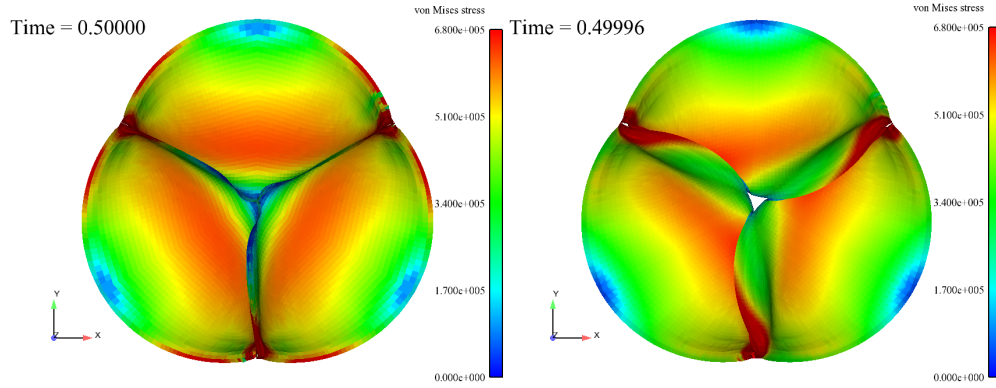 von Mises stress
Time = 0.50000
6.800e+005
5.100e+005
3.400e+005
1.700e+005
0.000e+000
Y
Z
X
von Mises stress
Time = 0.49996
6.800e+005
5.100e+005
3.400e+005
1.700e+005
0.000e+000
Y
Z
X